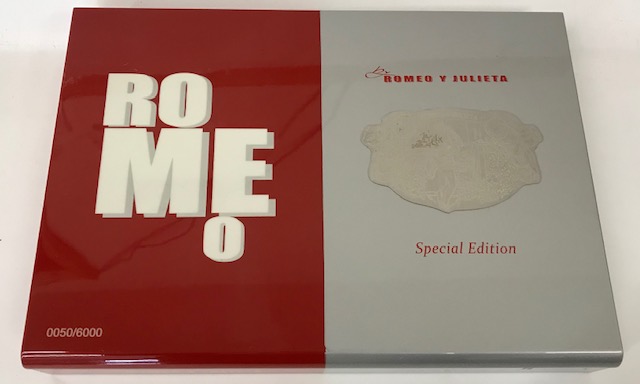 RO
ME
O
0050/6000
ROMEO Y JULIETA
Special Edition